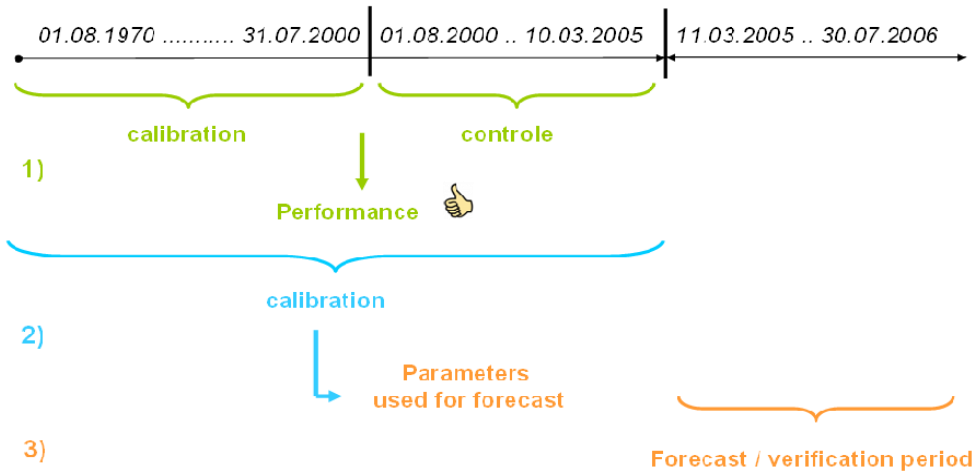 01.08.1970 ........... 31.07.2000 01.08.2000 .. 10.03.2005 11.03.2005 .. 30.07.2006
calibration controle
1)
Performance
calibration
2)
Parameters
used for forecast
3)
Forecast / verification period